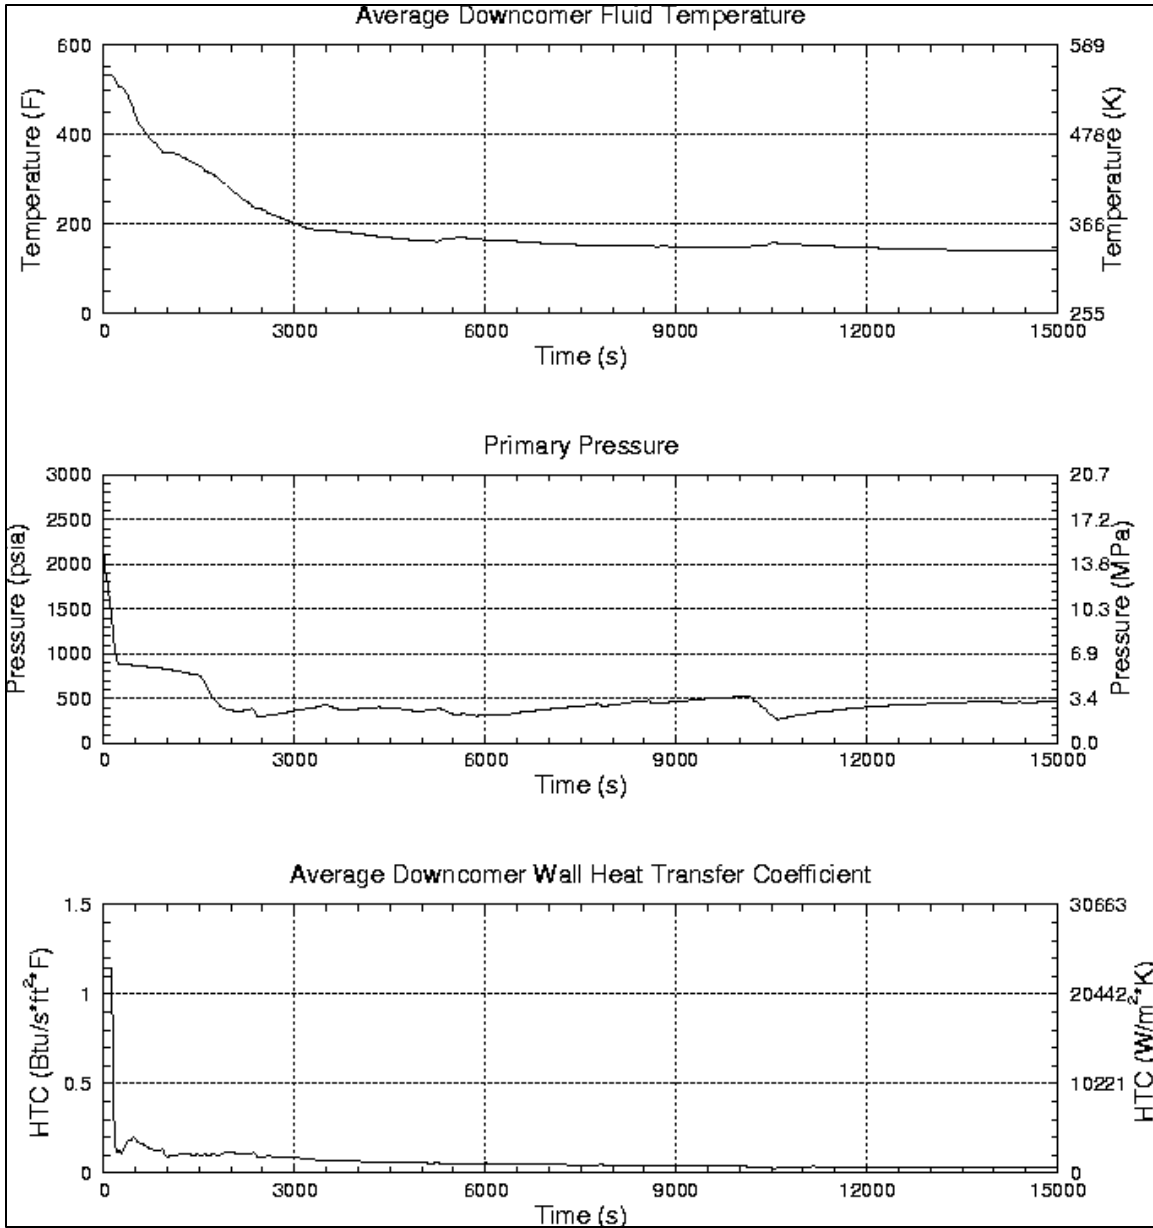 Average Downcomer Fluid Temperature
Temperature (F)
600
400
200
0
589
478
366
255
Temperature (K)
0 3000 6000 9000 12000 15000
Time (s)
Primary Pressure
Pressure (psia)
3000
2500
2000
1500
1000
500
0
20.7
17.2
13.8
10.3
6.9
3.4
0.0
Pressure (MPa)
0 3000 6000 9000 12000 15000
Time (s)
Average Downcomer Wall Heat Transfer Coefficient
HTC (Btu/s*ft²*F)
1.5
1
0.5
0
30663
20442
10221
0
HTC (W/m²*K)
0 3000 6000 9000 12000 15000
Time (s)